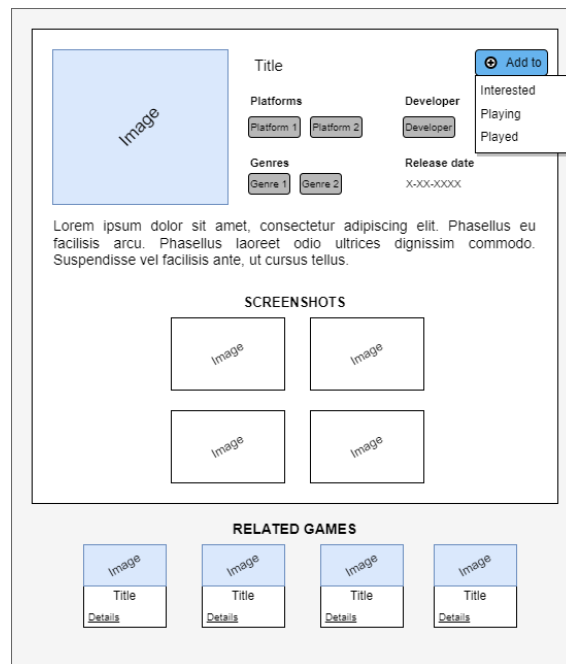 Image
Title
Add to
Interested
Playing
Played
Platforms
Platform 1 Platform 2
Developer
Developer
Genres
Genre 1 Genre 2
Release date
X-XX-XXXX
Lorem ipsum dolor sit amet, consectetur adipiscing elit. Phasellus eu
facilisis arcu. Phasellus laoreet odio ultrices dignissim commodo.
Suspendisse vel facilisis ante, ut cursus tellus.
SCREENSHOTS
Image Image
Image Image
RELATED GAMES
Image Image Image Image
Title Title Title Title
Details Details Details Details